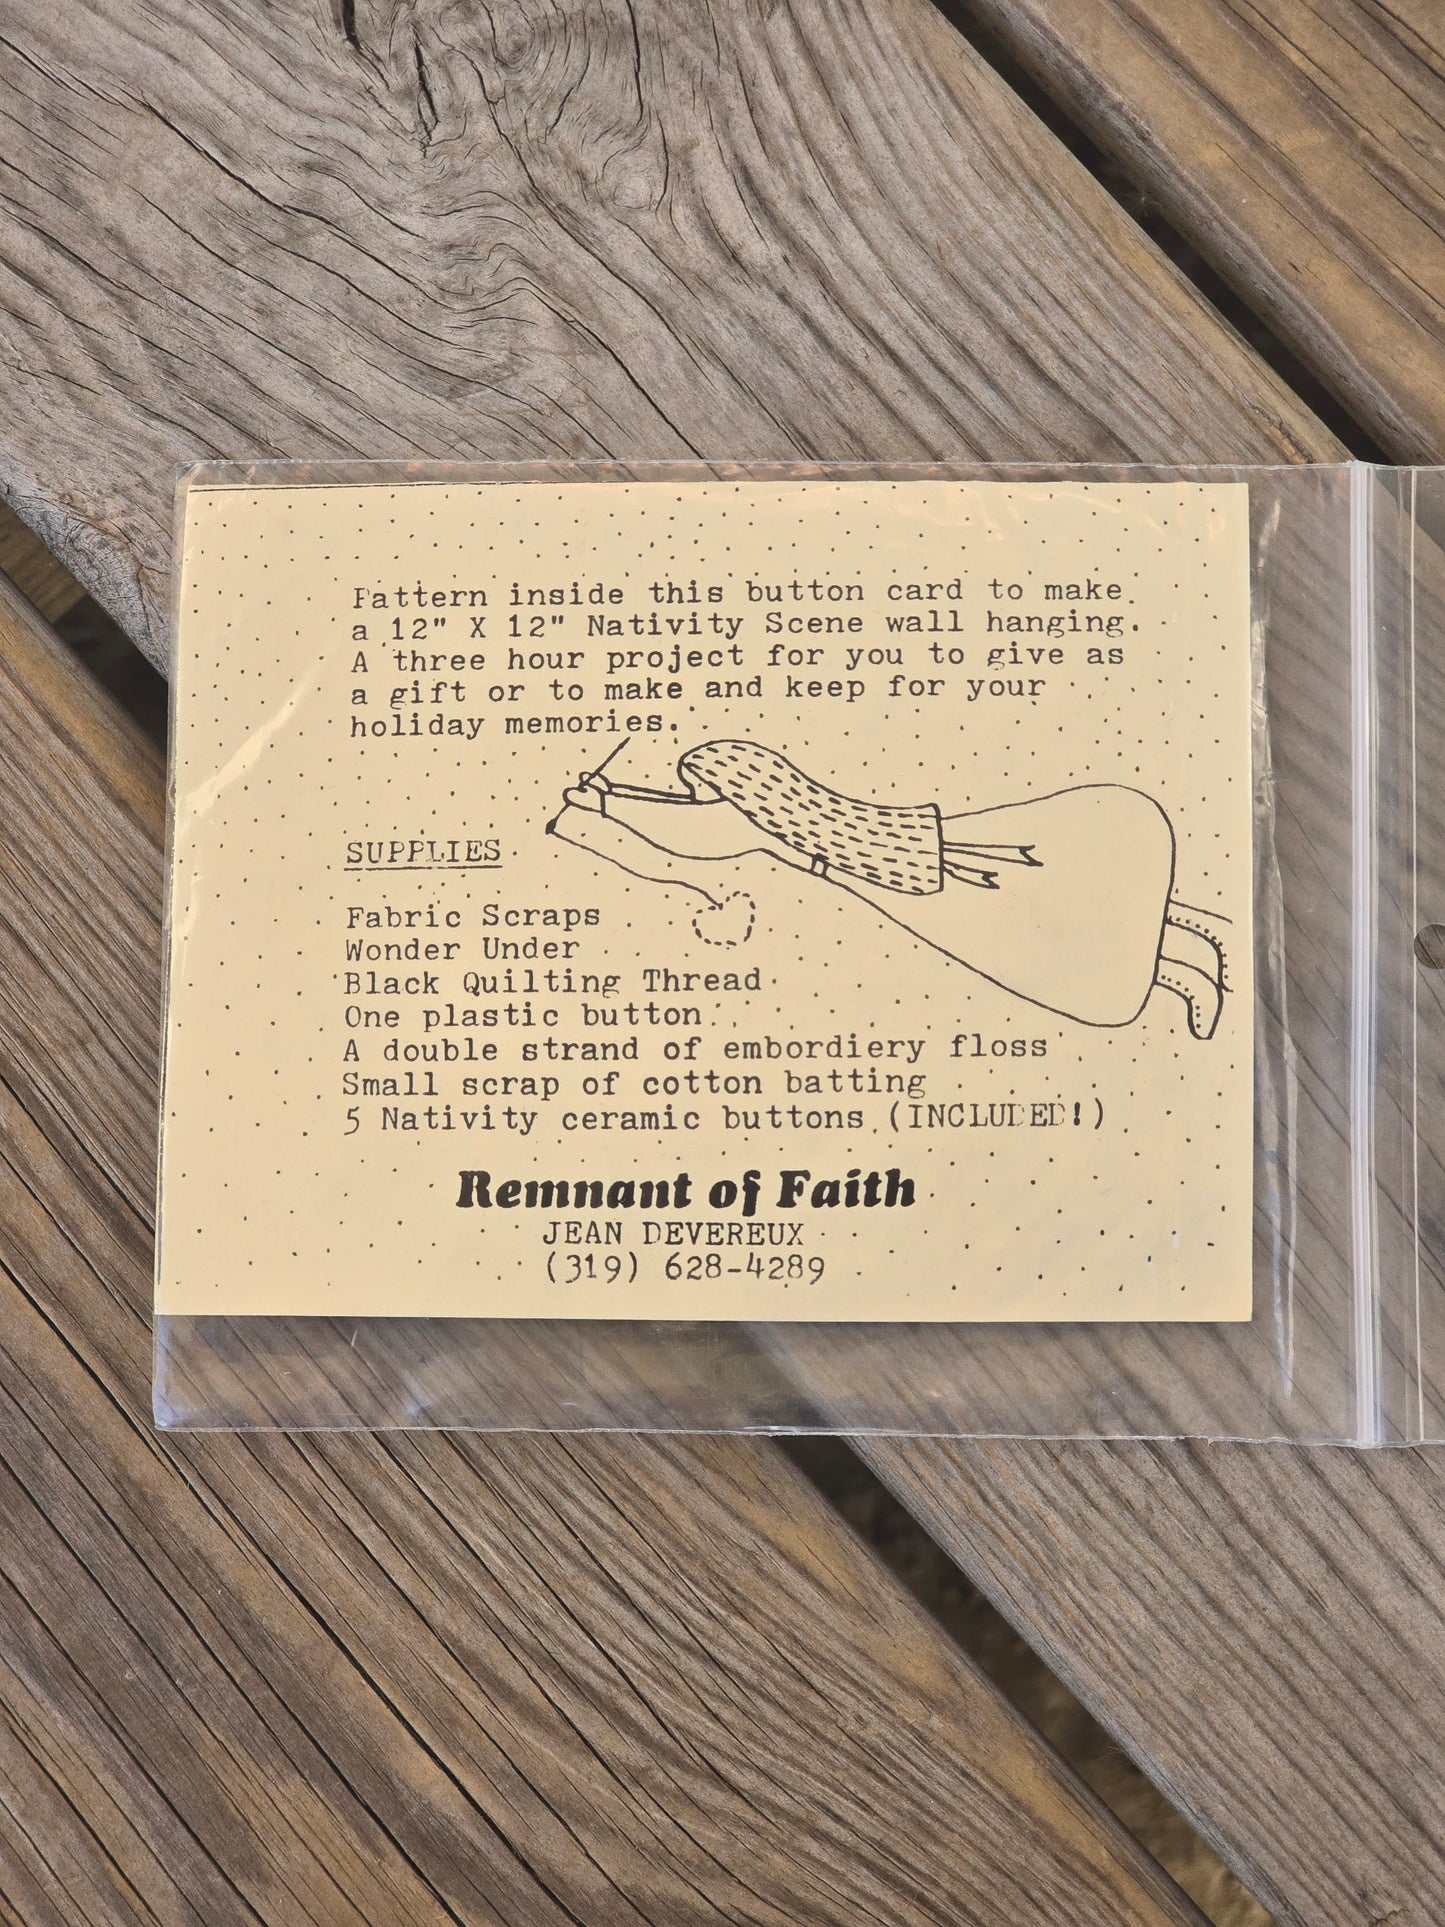 Pattern inside this button card to make
a 12" X 12" Nativity Scene wall hanging.
A three hour project for you to give as
a gift or to make and keep for your
holiday memories.
SUPPLIES
Fabric Scraps
Wonder Under
Black Quilting Thread
One plastic button
A double strand of embordiery floss
Small scrap of cotton batting
5 Nativity ceramic buttons (INCLUDED!)
Remnant of Faith
JEAN DEVEREUX
(319) 628-4289